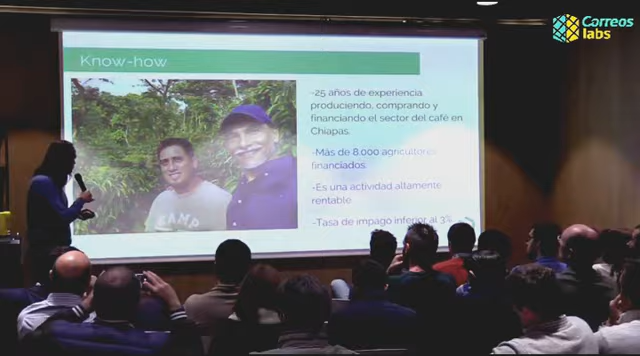 Correos
labs
Know-how
-25 años de experiencia
produciendo, comprando y
financiando el sector del café en
Chiapas.
-Más de 8.000 agricultores
financiados.
-Es una actividad altamente
rentable.
-Tasa de impago inferior al 3%